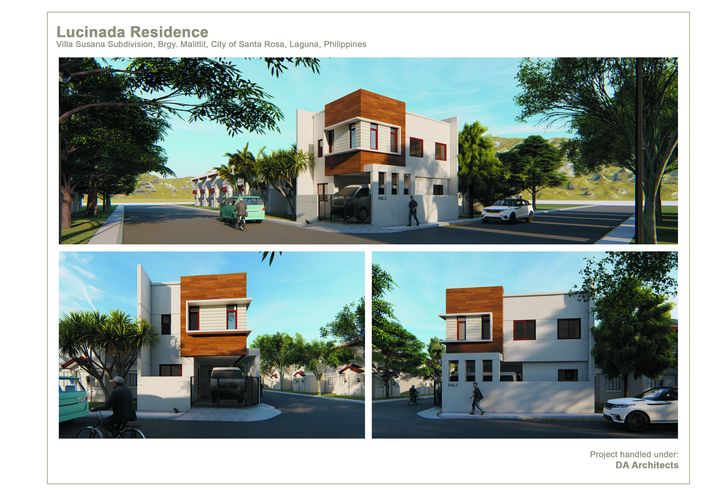 Lucinada Residence
Villa Susana Subdivision, Brgy. Malitlit, City of Santa Rosa, Laguna, Philippines
Project handled under:
DA Architects